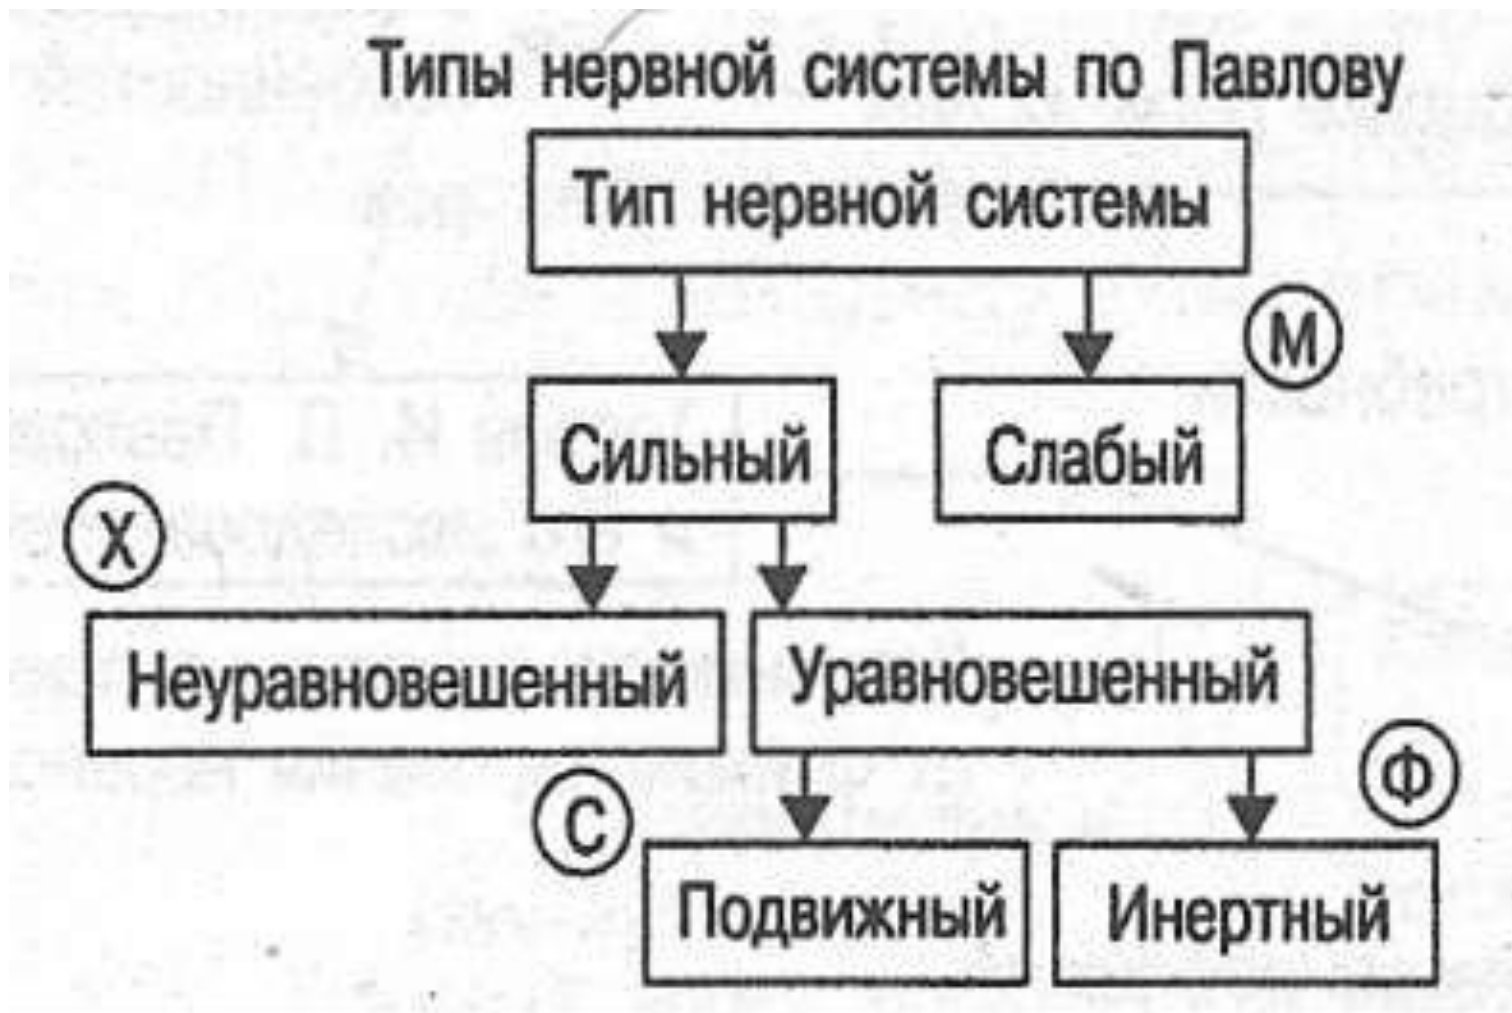 Типы нервной системы по Павлову
Тип нервной системы
М
Сильный
Слабый
Х
Неуравновешенный
Уравновешенный
Ф
С
Подвижный
Инертный